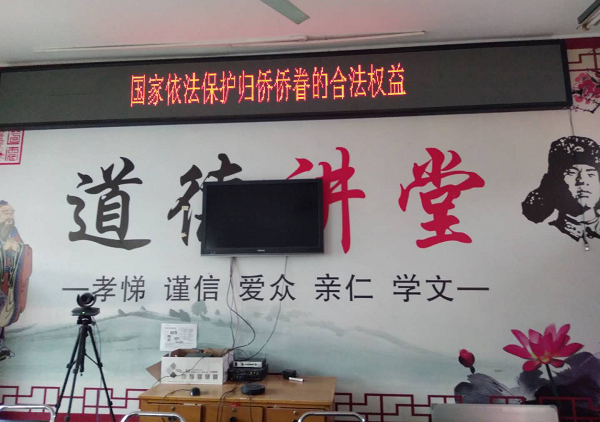 国家依法保护归侨侨眷的合法权益
道德讲堂
—孝悌 谨信 爱众 亲仁 学文—